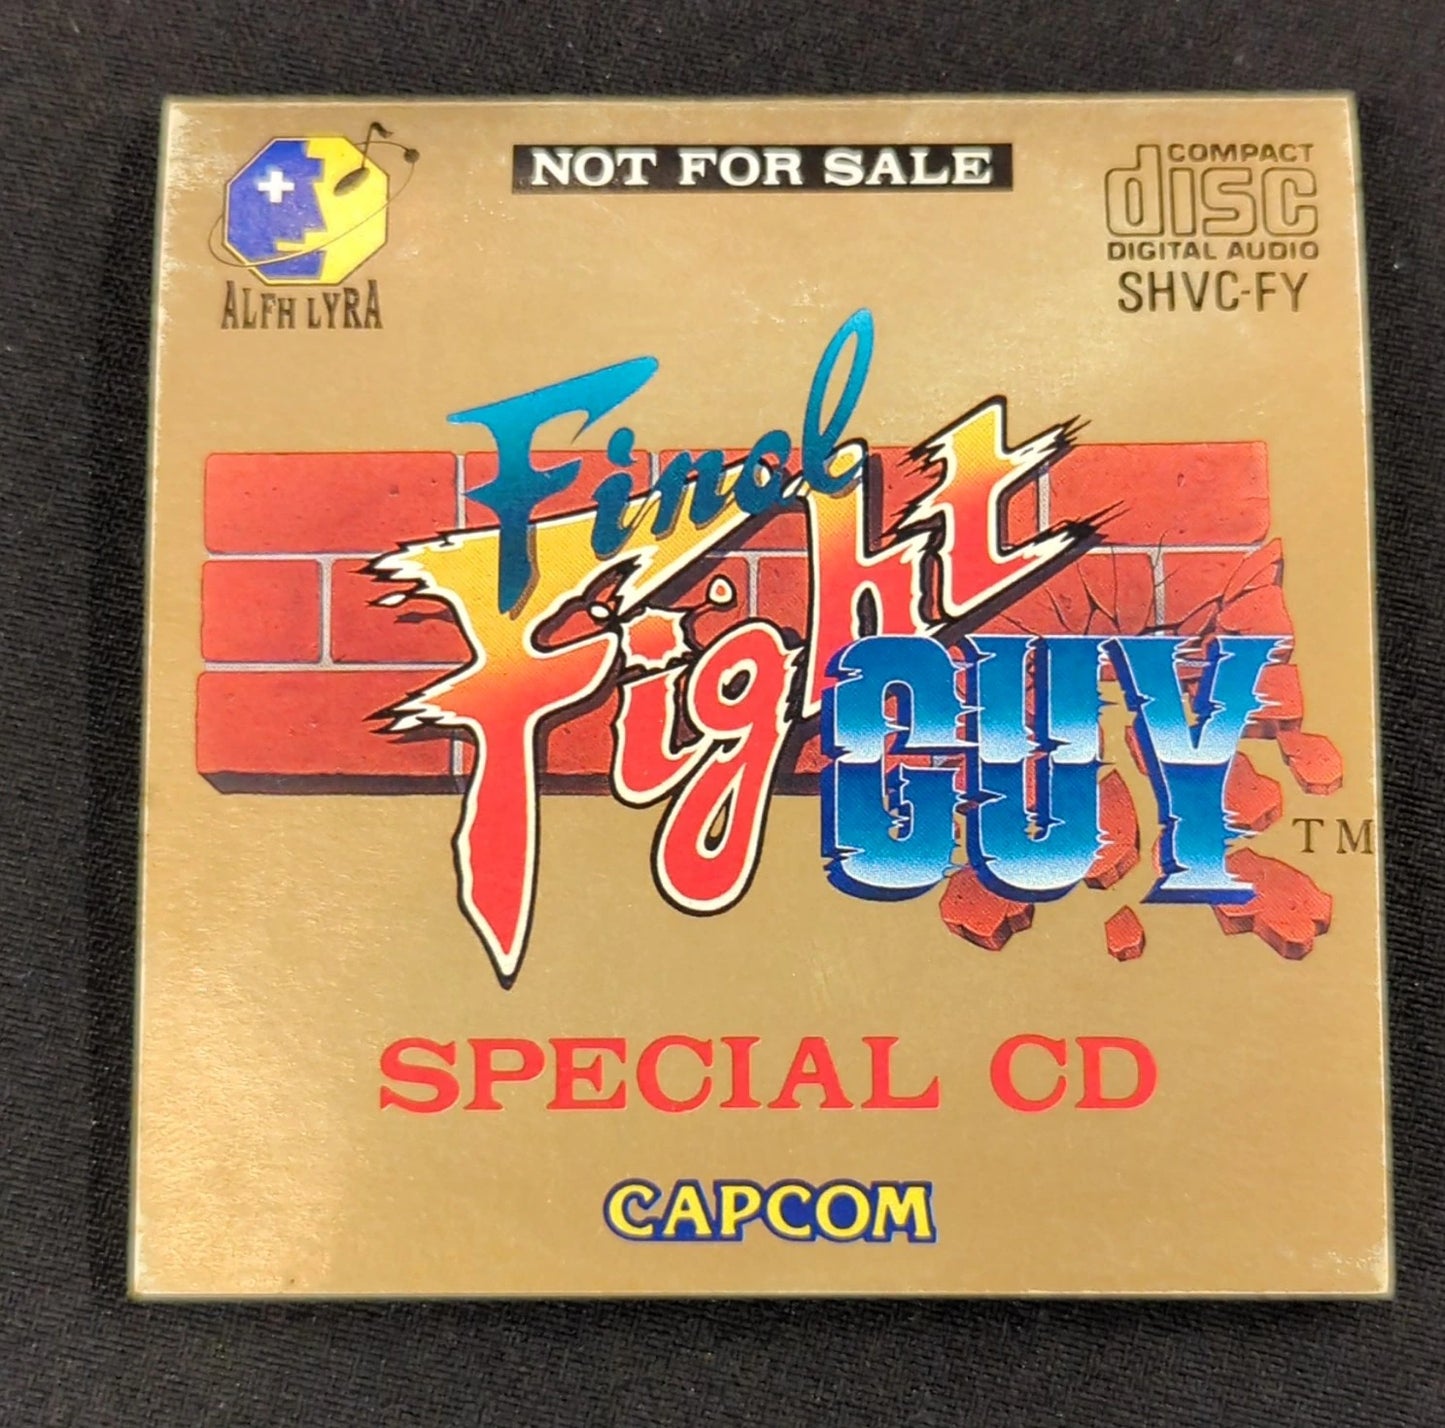 NOT FOR SALE
ALFH LYRA
COMPACT
disc
DIGITAL AUDIO
SHVC-FY
Final
Fight
GUY
TM
SPECIAL CD
CAPCOM